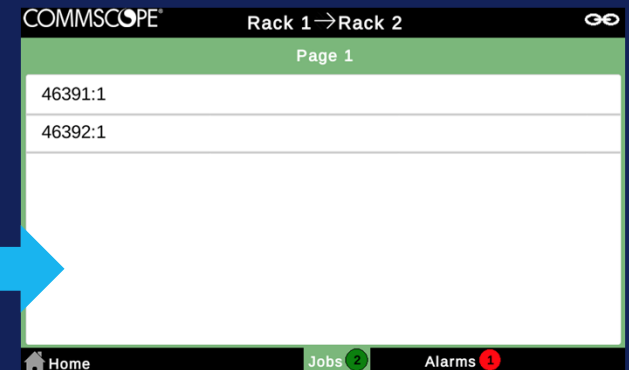 COMMSCOPE® Rack 1→Rack 2
Page 1
46391:1
46392:1
Home Jobs 2 Alarms 1